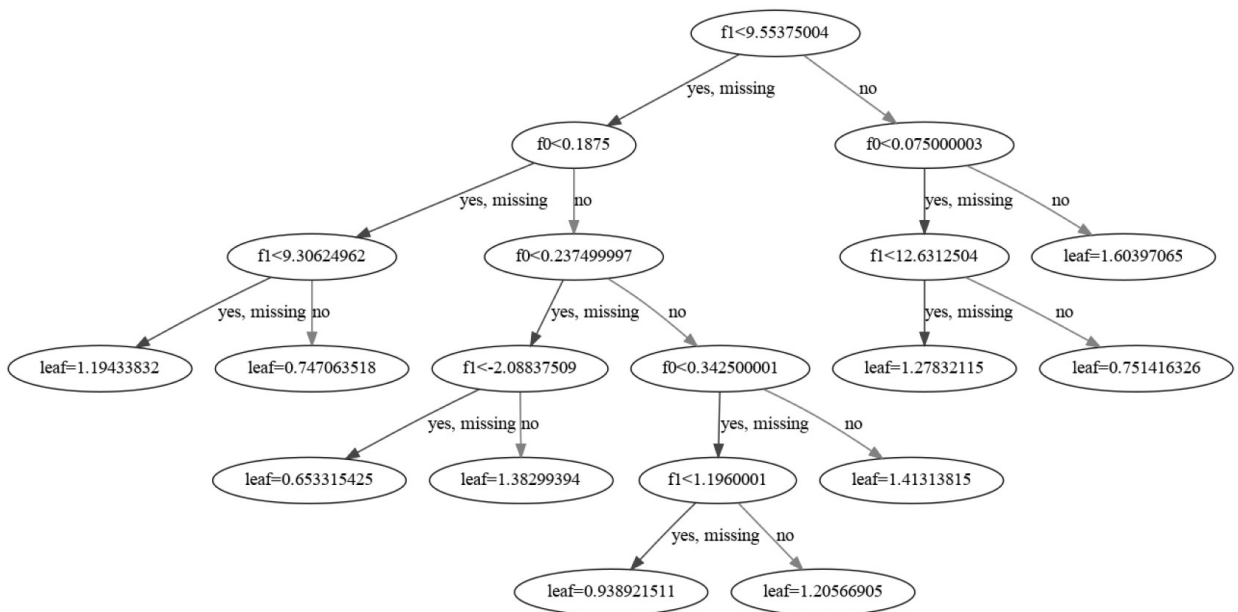 f1<9.55375004
yes, missing
no
f0<0.1875
f0<0.075000003
yes, missing
no
yes, missing
no
f1<9.30624962
f0<0.237499997
f1<12.6312504
leaf=1.60397065
yes, missing
no
yes, missing
no
yes, missing
no
leaf=1.19433832
leaf=0.747063518
f1<-2.08837509
f0<0.342500001
leaf=1.27832115
leaf=0.751416326
yes, missing
no
yes, missing
no
leaf=0.653315425
leaf=1.38299394
f1<1.1960001
leaf=1.41313815
yes, missing
no
leaf=0.938921511
leaf=1.20566905